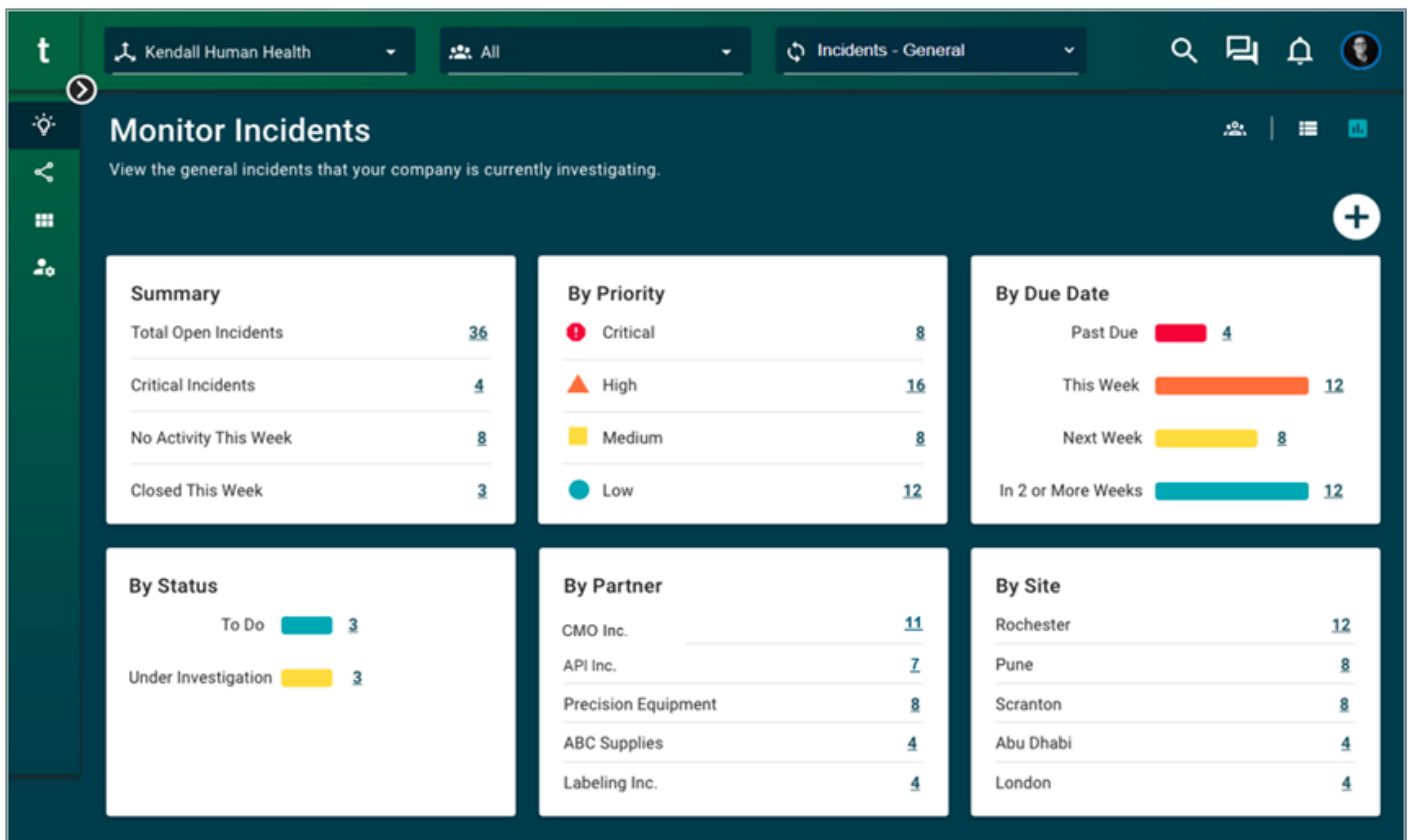 t
Kendall Human Health
All
Incidents - General
Monitor Incidents
View the general incidents that your company is currently investigating.
Summary
Total Open Incidents 36
Critical Incidents 4
No Activity This Week 8
Closed This Week 3
By Priority
Critical 8
High 16
Medium 8
Low 12
By Due Date
Past Due 4
This Week 12
Next Week 8
In 2 or More Weeks 12
By Status
To Do 3
Under Investigation 3
By Partner
CMO Inc. 11
API Inc. 7
Precision Equipment 8
ABC Supplies 4
Labeling Inc. 4
By Site
Rochester 12
Pune 8
Scranton 8
Abu Dhabi 4
London 4